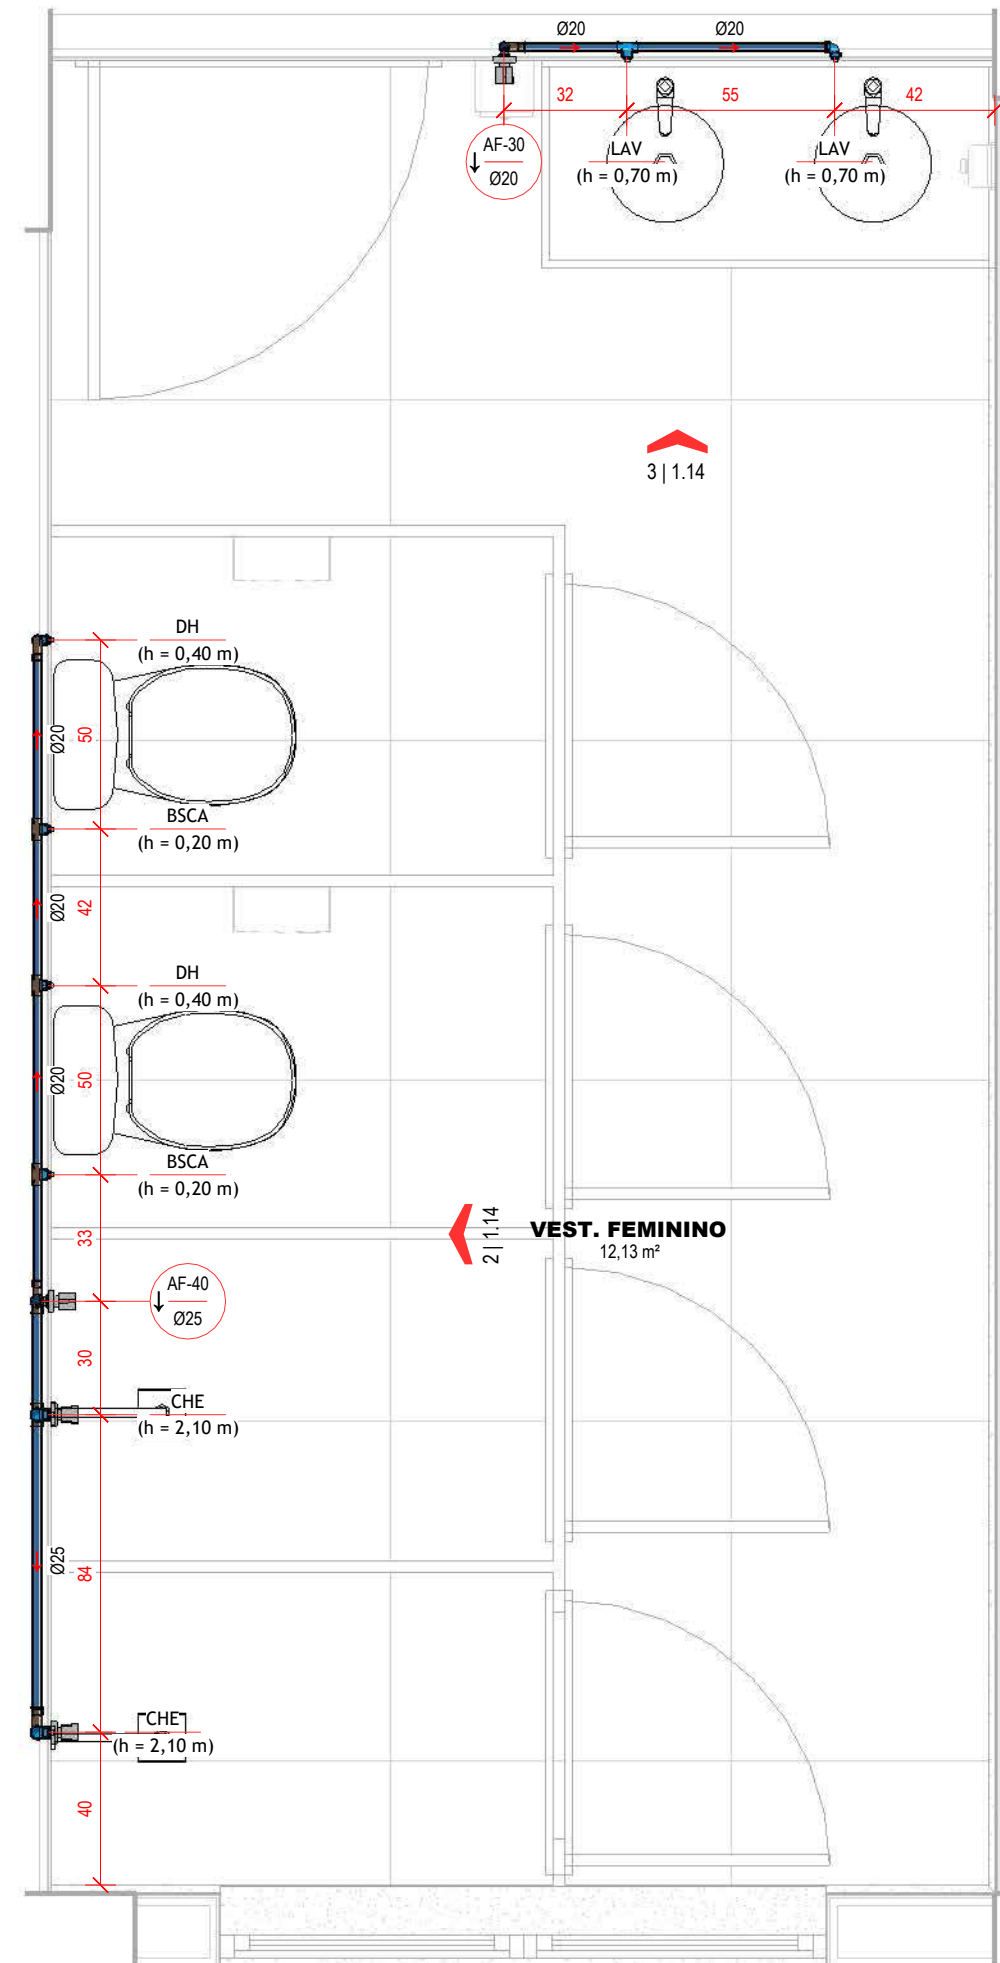 Ø20
Ø20
32
55
42
AF-30
Ø20
LAV
(h = 0,70 m)
LAV
(h = 0,70 m)
3 | 1.14
DH
(h = 0,40 m)
Ø20
50
BSCA
(h = 0,20 m)
Ø20
42
DH
(h = 0,40 m)
Ø20
50
BSCA
(h = 0,20 m)
33
2 | 1.14
VEST. FEMININO
12,13 m²
AF-40
Ø25
30
CHE
(h = 2,10 m)
Ø25
84
CHE
(h = 2,10 m)
40